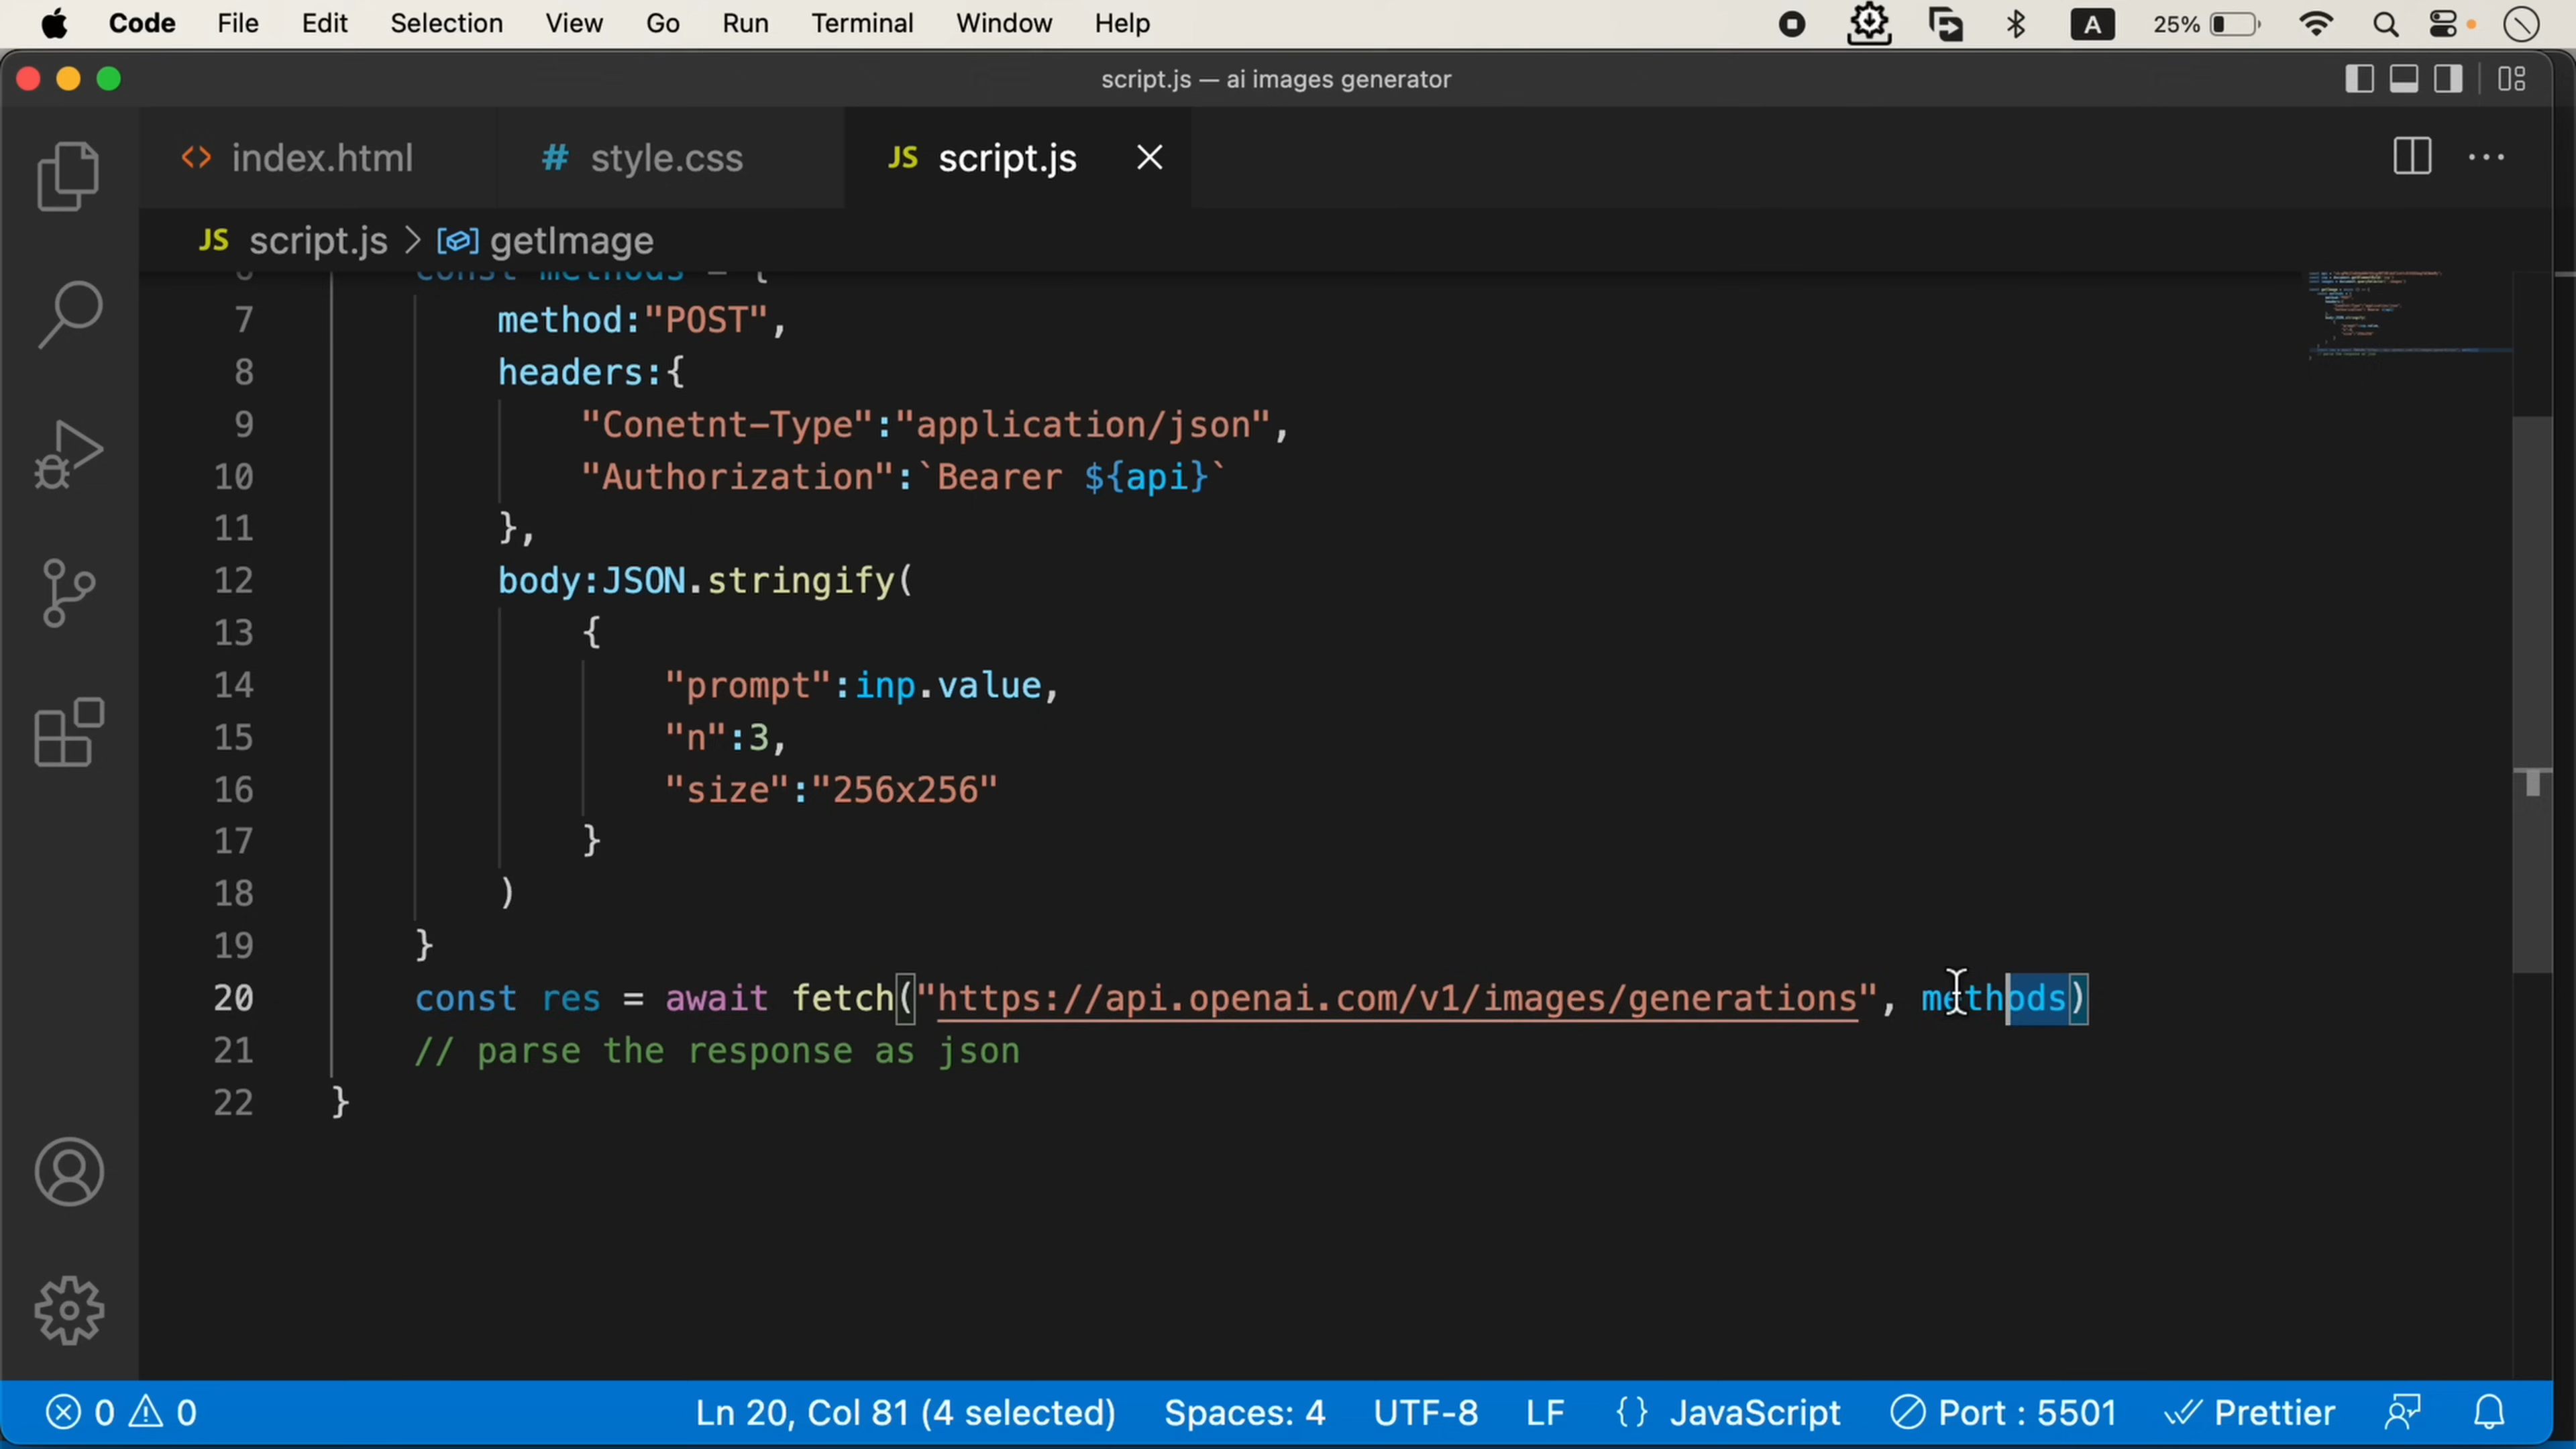 Code File Edit Selection View Go Run Terminal Window Help A 25%
script.js — ai images generator
<> index.html # style.css JS script.js
JS script.js > getImage
6 const methods = {
7 method:"POST",
8 headers:{
9 "Conetnt-Type":"application/json",
10 "Authorization":`Bearer ${api}`
11 },
12 body:JSON.stringify(
13 {
14 "prompt":inp.value,
15 "n":3,
16 "size":"256x256"
17 }
18 )
19 }
20 const res = await fetch("https://api.openai.com/v1/images/generations", methods)
21 // parse the response as json
22 }
0 0 Ln 20, Col 81 (4 selected) Spaces: 4 UTF-8 LF {} JavaScript Port : 5501 Prettier